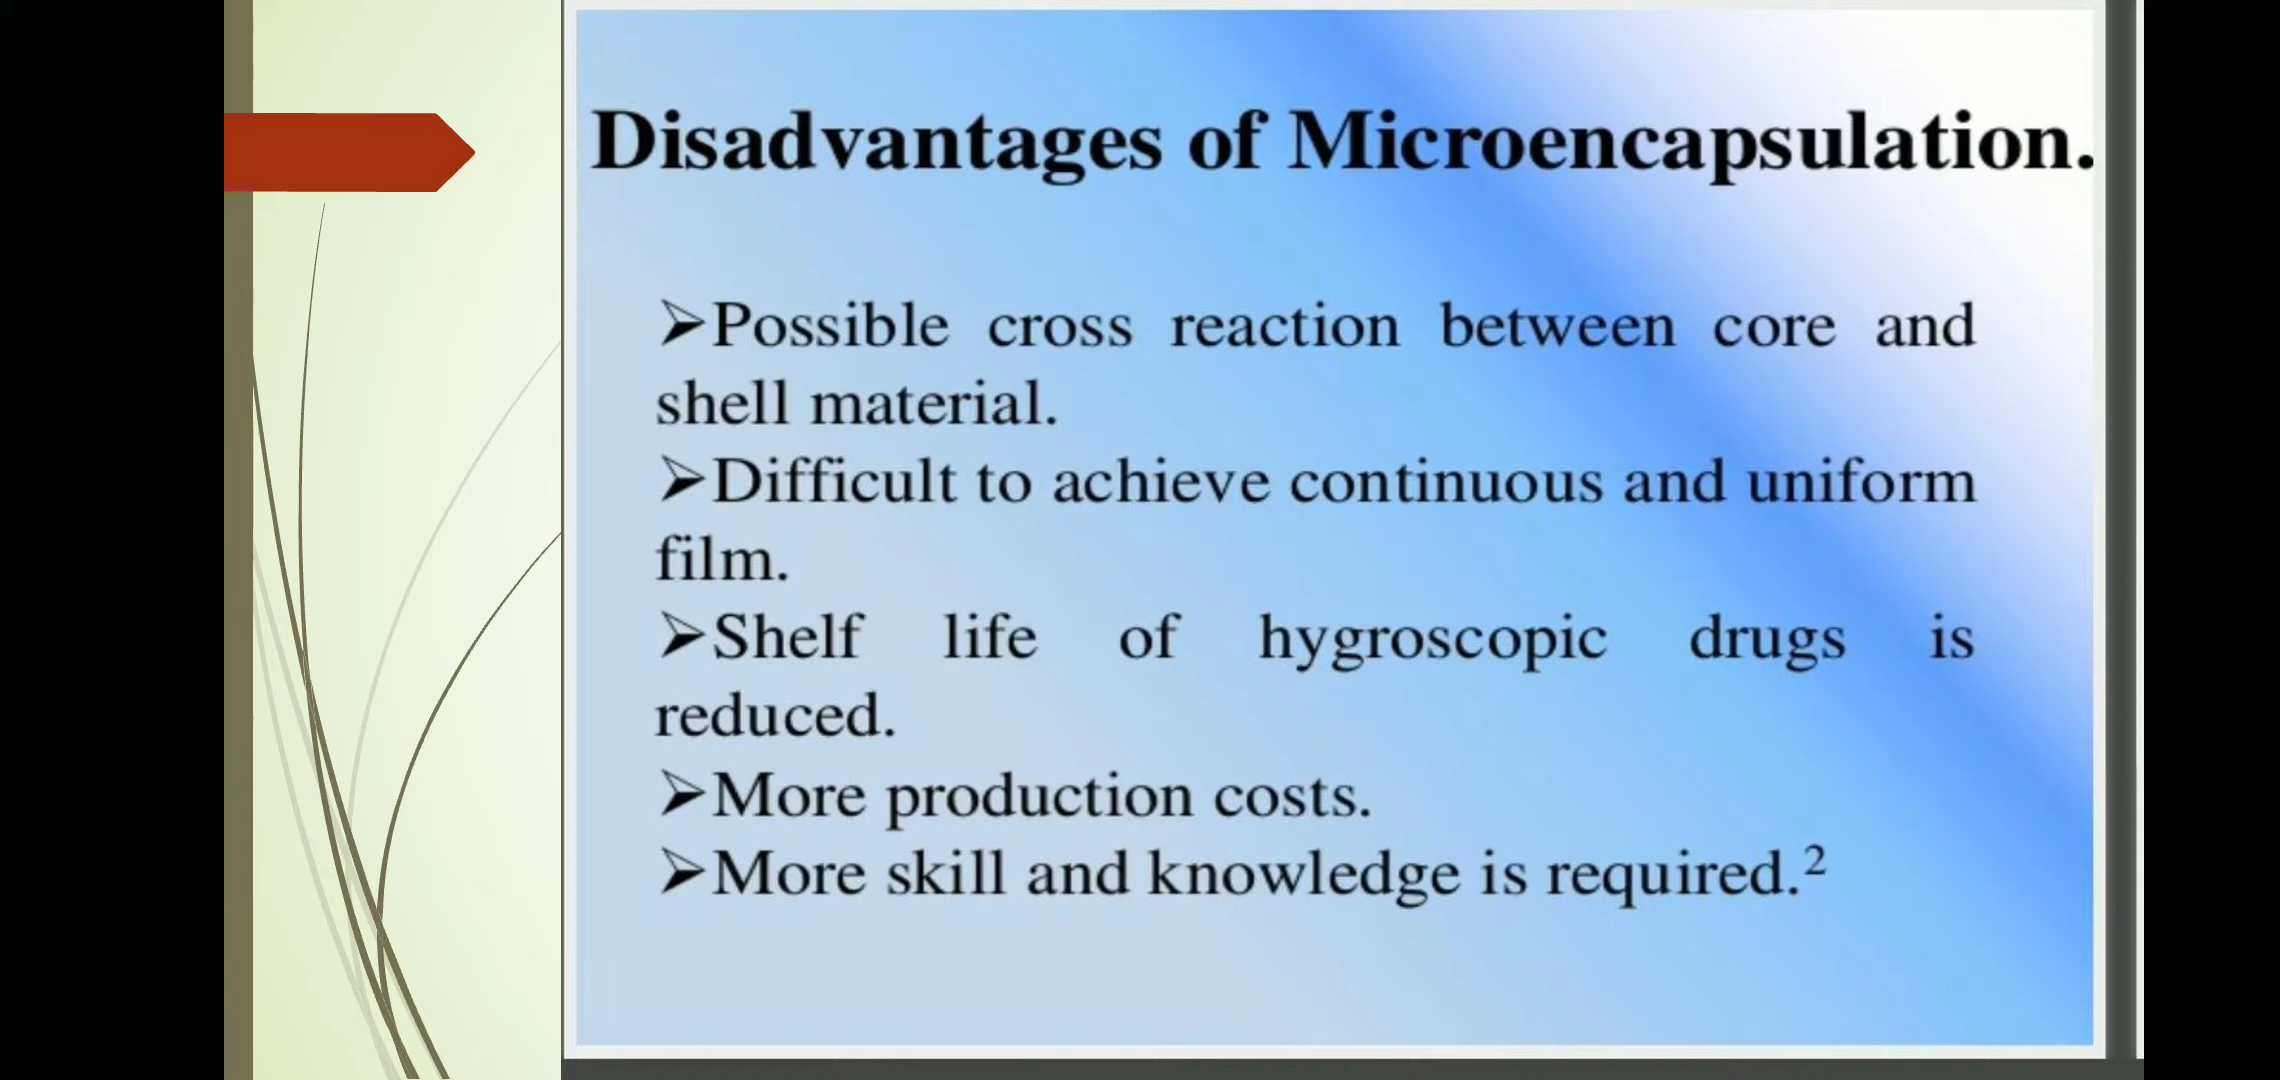 Disadvantages of Microencapsulation.
➢Possible cross reaction between core and
shell material.
➢Difficult to achieve continuous and uniform
film.
➢Shelf life of hygroscopic drugs is
reduced.
➢More production costs.
➢More skill and knowledge is required.²